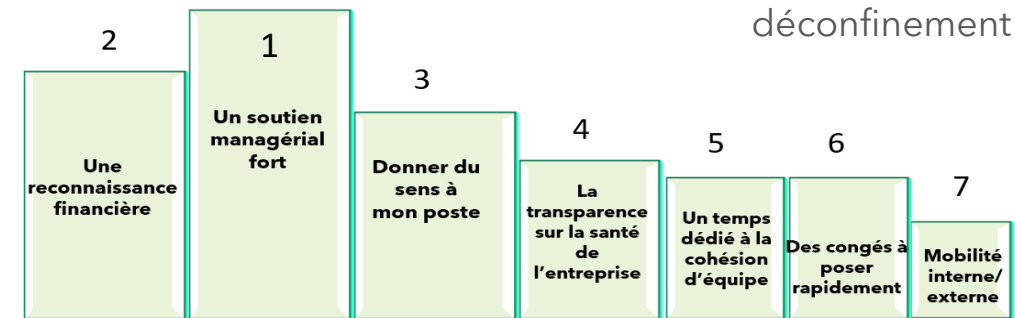 déconfinement
2
Une
reconnaissance
financière
1
Un soutien
managérial
fort
3
Donner du
sens à
mon poste
4
La
transparence
sur la santé
de
l'entreprise
5
Un temps
dédié à la
cohésion
d'équipe
6
Des congés à
poser
rapidement
7
Mobilité
interne/
externe